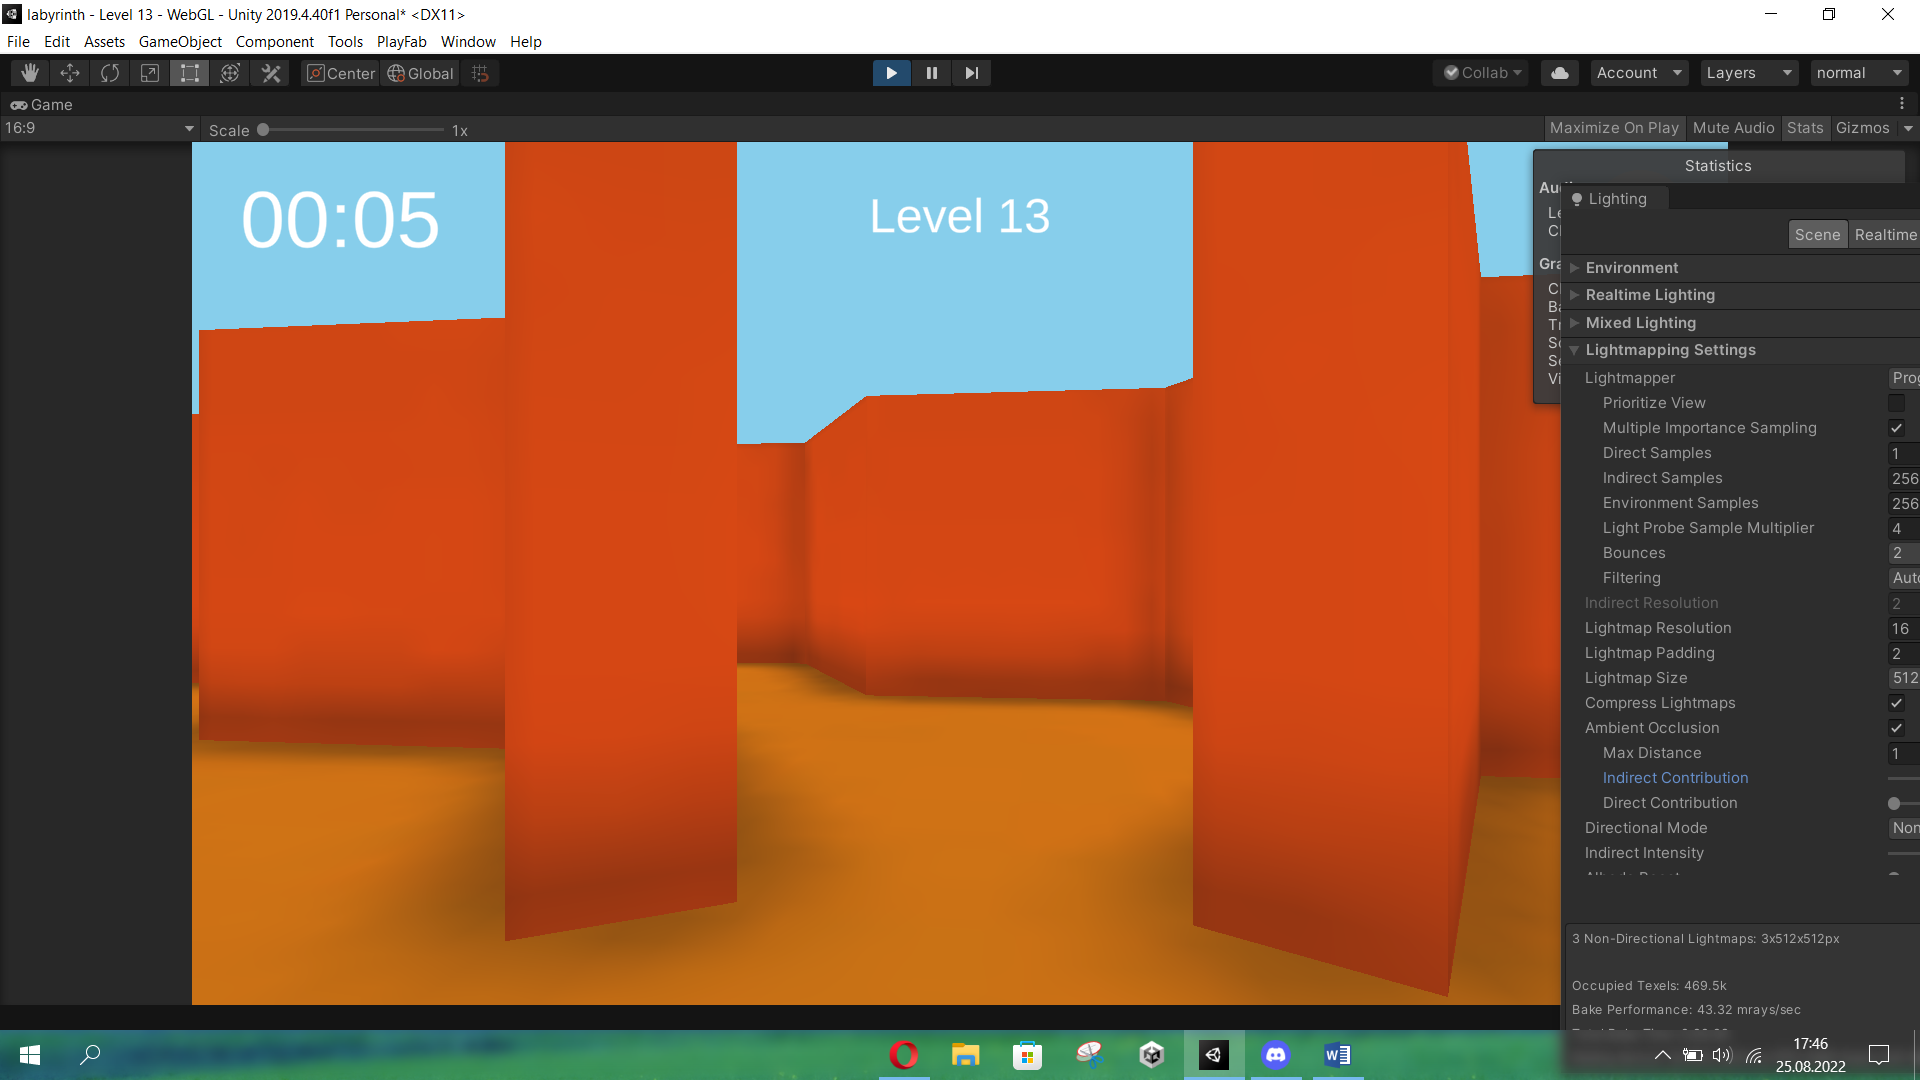 labyrinth - Level 13 - WebGL - Unity 2019.4.40f1 Personal* <DX11>
File Edit Assets GameObject Component Tools PlayFab Window Help
Center Global Collab Account Layers normal
Game
16:9 Scale 1x Maximize On Play Mute Audio Stats Gizmos
Statistics
00:05
Level 13
Lighting
Scene Realtime
Environment
Realtime Lighting
Mixed Lighting
Lightmapping Settings
Lightmapper
Prioritize View
Multiple Importance Sampling
Direct Samples 1
Indirect Samples 256
Environment Samples 256
Light Probe Sample Multiplier 4
Bounces 2
Filtering
Indirect Resolution 2
Lightmap Resolution 16
Lightmap Padding 2
Lightmap Size 512
Compress Lightmaps
Ambient Occlusion
Max Distance 1
Indirect Contribution
Direct Contribution
Directional Mode
Indirect Intensity
3 Non-Directional Lightmaps: 3x512x512px
Occupied Texels: 469.5k
Bake Performance: 43.32 mrays/sec
17:46
25.08.2022